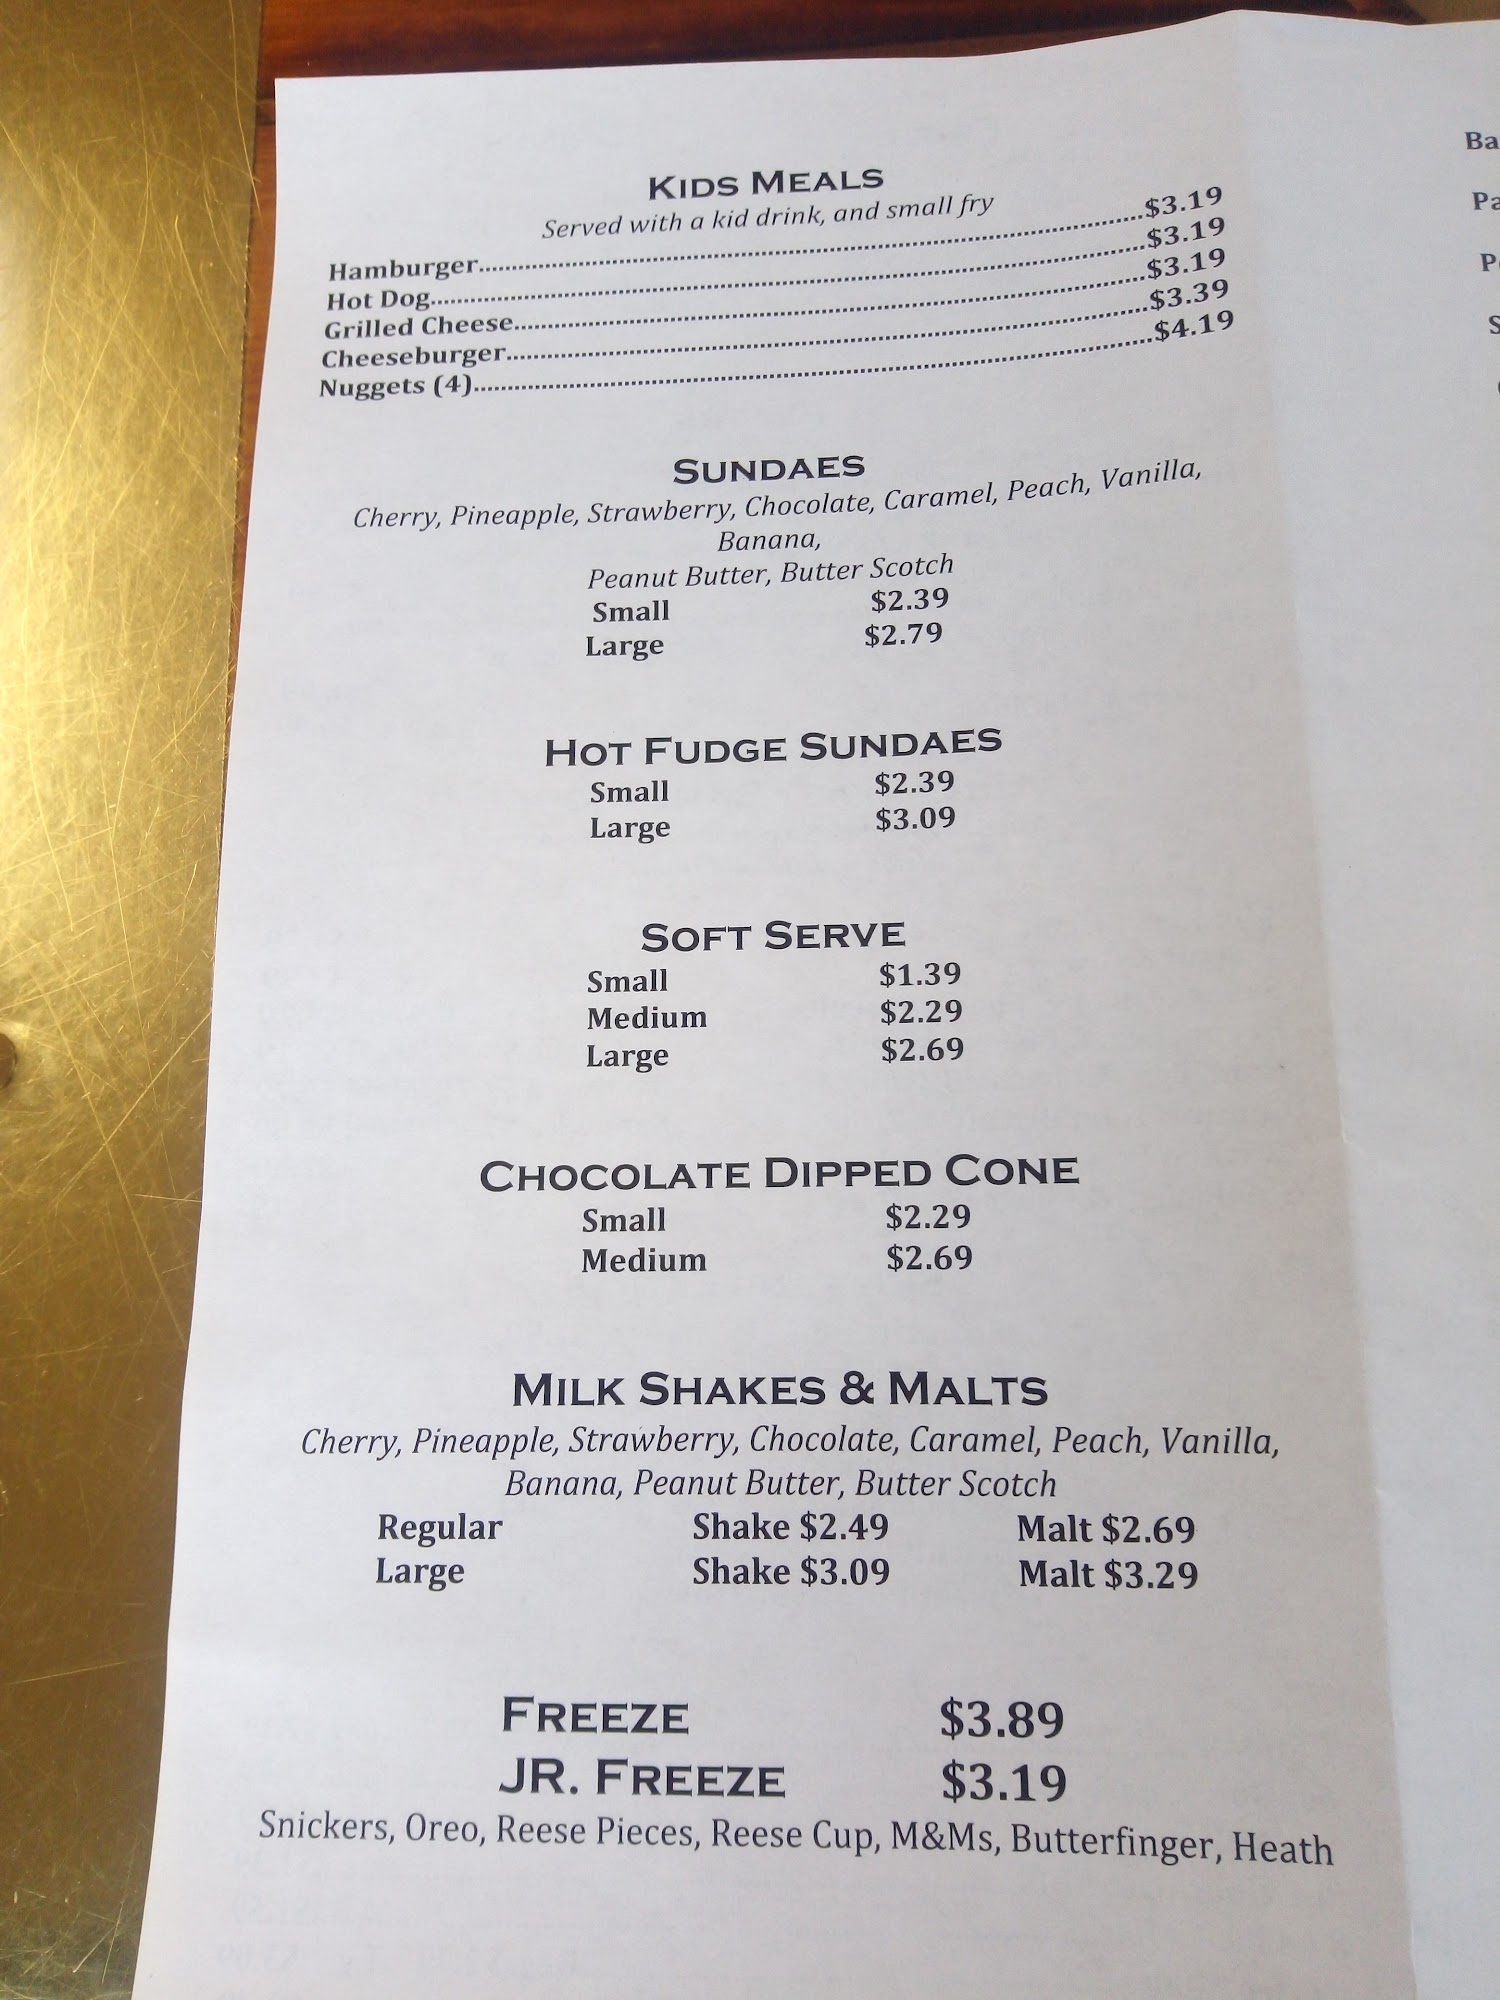 KIDS MEALS
Served with a kid drink, and small fry
Hamburger..........$3.19
Hot Dog..........$3.19
Grilled Cheese..........$3.19
Cheeseburger..........$3.39
Nuggets (4)..........$4.19
SUNDAES
Cherry, Pineapple, Strawberry, Chocolate, Caramel, Peach, Vanilla,
Banana,
Peanut Butter, Butter Scotch
Small $2.39
Large $2.79
HOT FUDGE SUNDAES
Small $2.39
Large $3.09
SOFT SERVE
Small $1.39
Medium $2.29
Large $2.69
CHOCOLATE DIPPED CONE
Small $2.29
Medium $2.69
MILK SHAKES & MALTS
Cherry, Pineapple, Strawberry, Chocolate, Caramel, Peach, Vanilla,
Banana, Peanut Butter, Butter Scotch
Regular Shake $2.49 Malt $2.69
Large Shake $3.09 Malt $3.29
FREEZE $3.89
JR. FREEZE $3.19
Snickers, Oreo, Reese Pieces, Reese Cup, M&Ms, Butterfinger, Heath